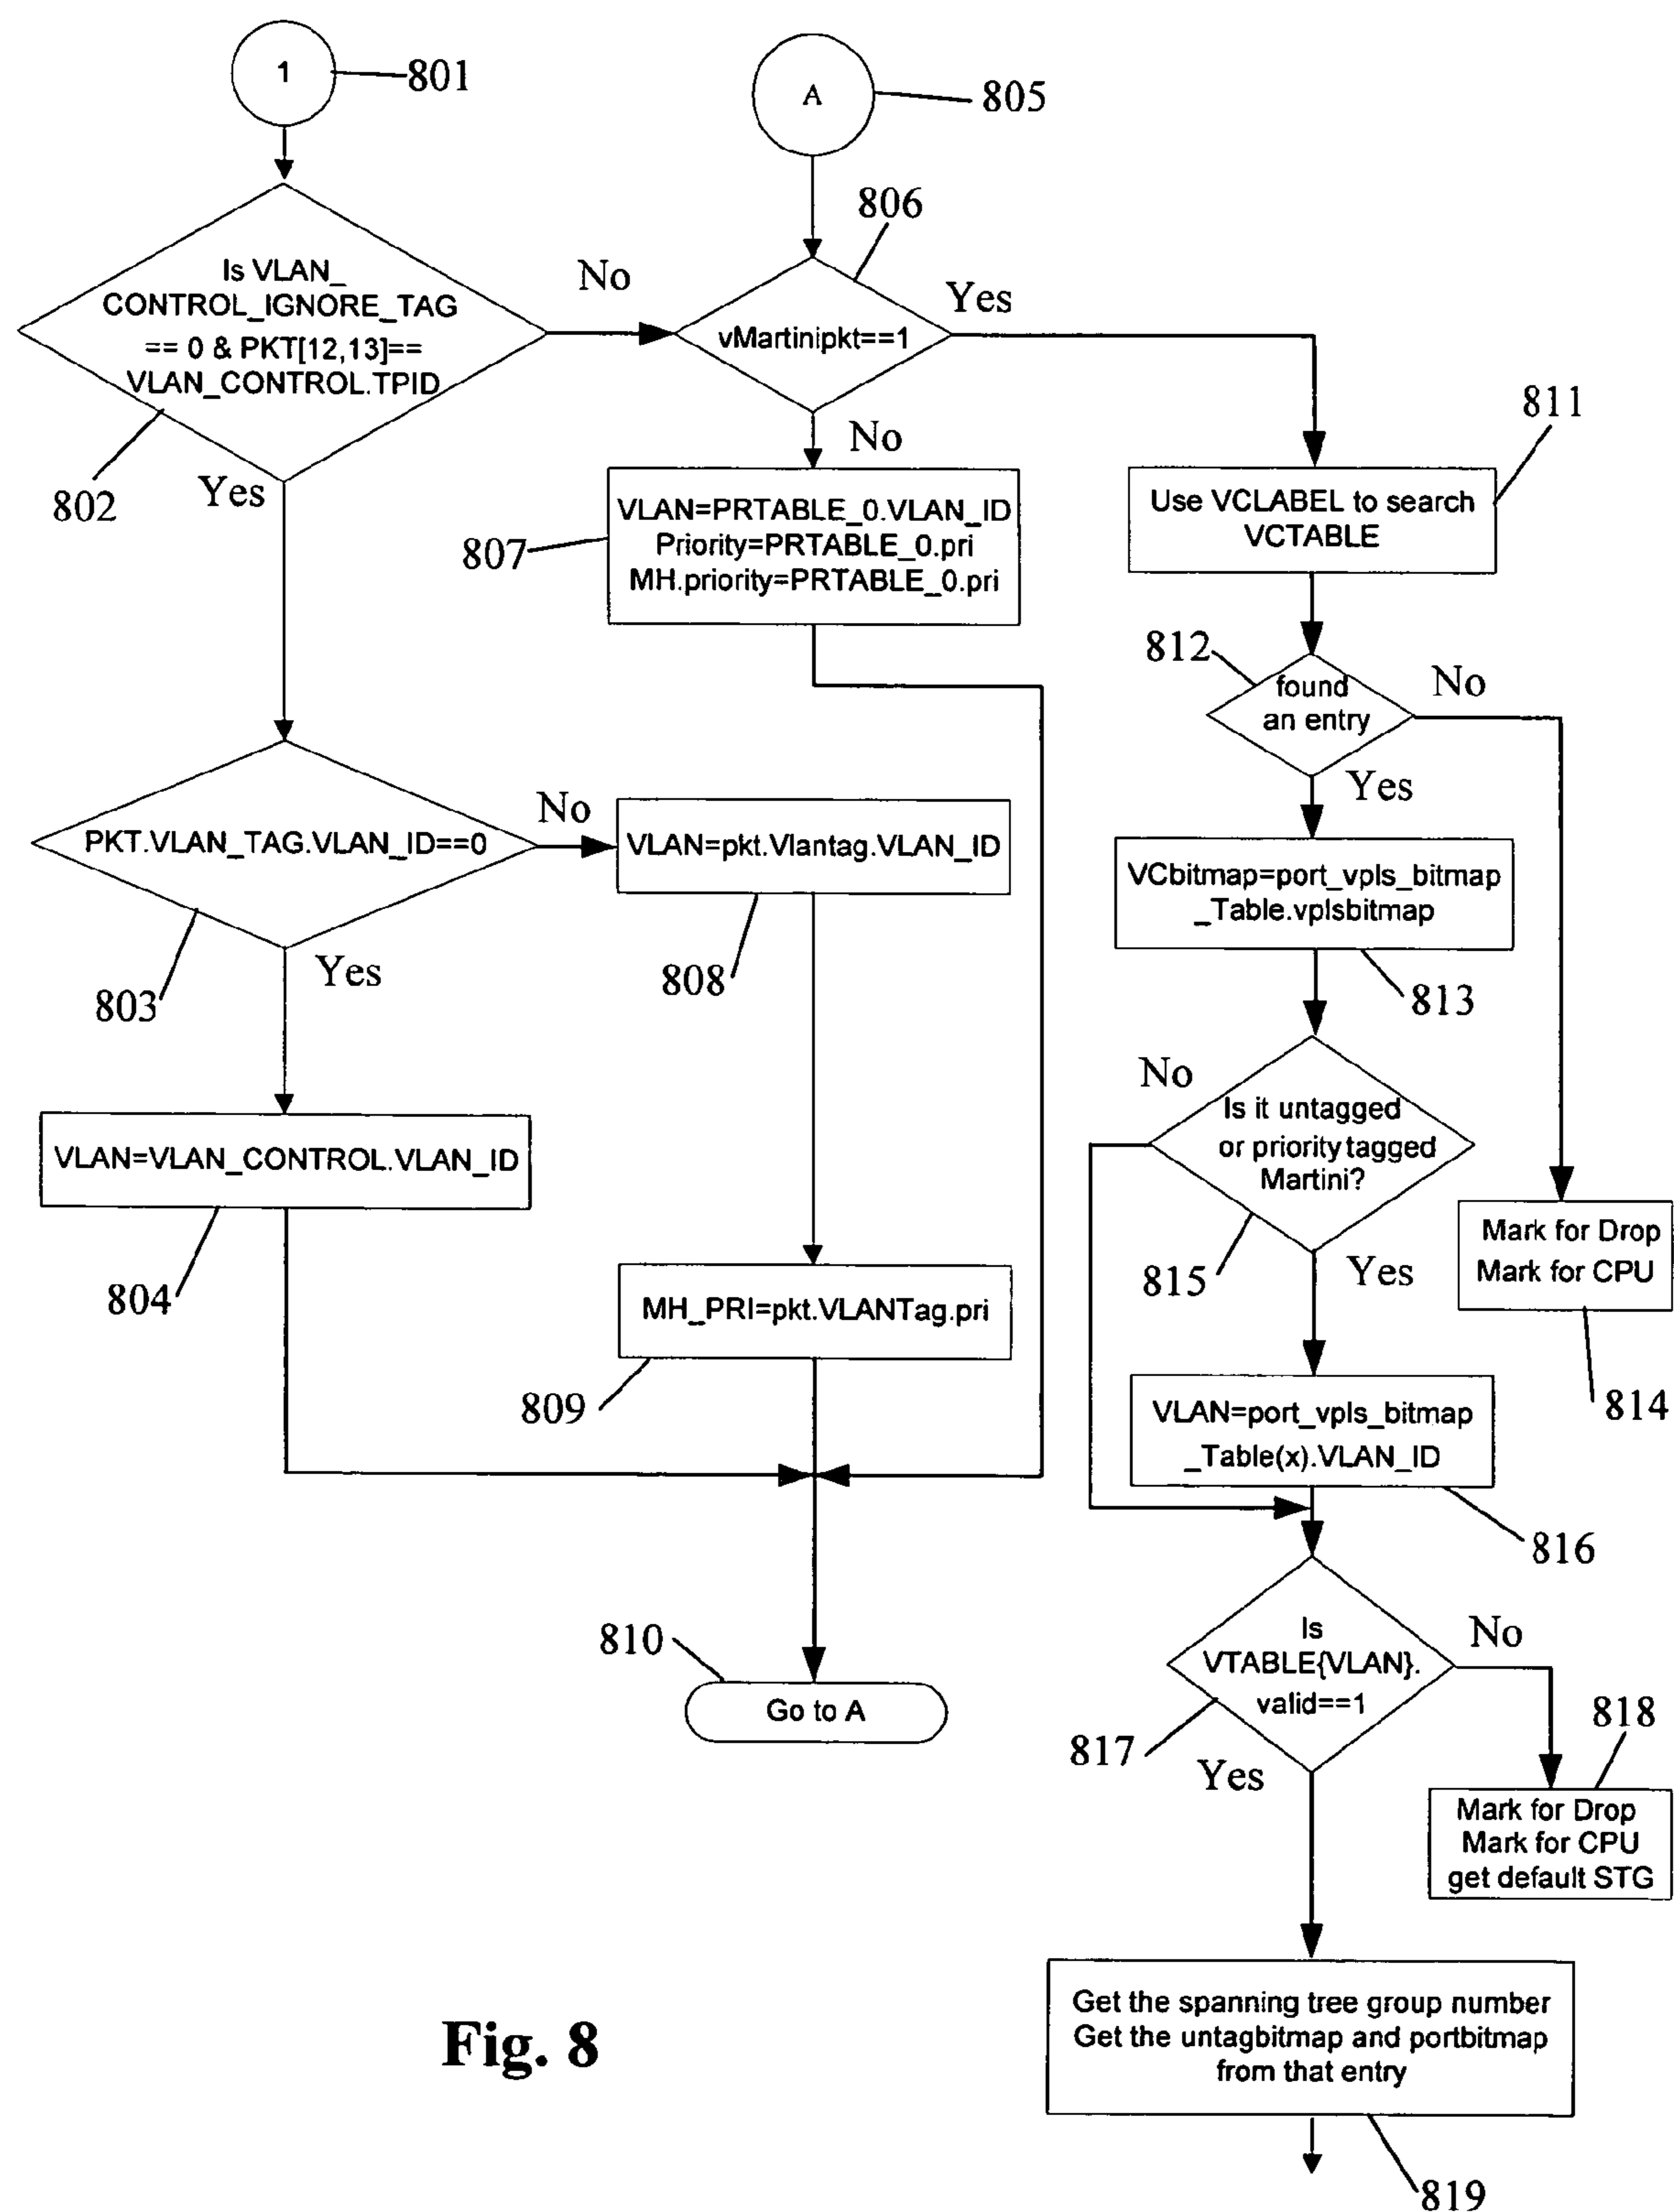 1
801
A
805
806
Is VLAN_
CONTROL_IGNORE_TAG
== 0 & PKT[12,13]==
VLAN_CONTROL.TPID
802
No
Yes
vMartinipkt==1
Yes
No
VLAN=PRTABLE_0.VLAN_ID
Priority=PRTABLE_0.pri
MH.priority=PRTABLE_0.pri
807
811
Use VCLABEL to search
VCTABLE
812
found
an entry
No
Yes
PKT.VLAN_TAG.VLAN_ID==0
803
No
Yes
VLAN=pkt.Vlantag.VLAN_ID
808
VCbitmap=port_vpls_bitmap
_Table.vplsbitmap
813
VLAN=VLAN_CONTROL.VLAN_ID
804
No
Is it untagged
or priority tagged
Martini?
815
Yes
Mark for Drop
Mark for CPU
814
MH_PRI=pkt.VLANTag.pri
809
VLAN=port_vpls_bitmap
_Table(x).VLAN_ID
816
810
Go to A
Is
VTABLE{VLAN}.
valid==1
817
No
Yes
818
Mark for Drop
Mark for CPU
get default STG
Get the spanning tree group number
Get the untagbitmap and portbitmap
from that entry
819
Fig. 8